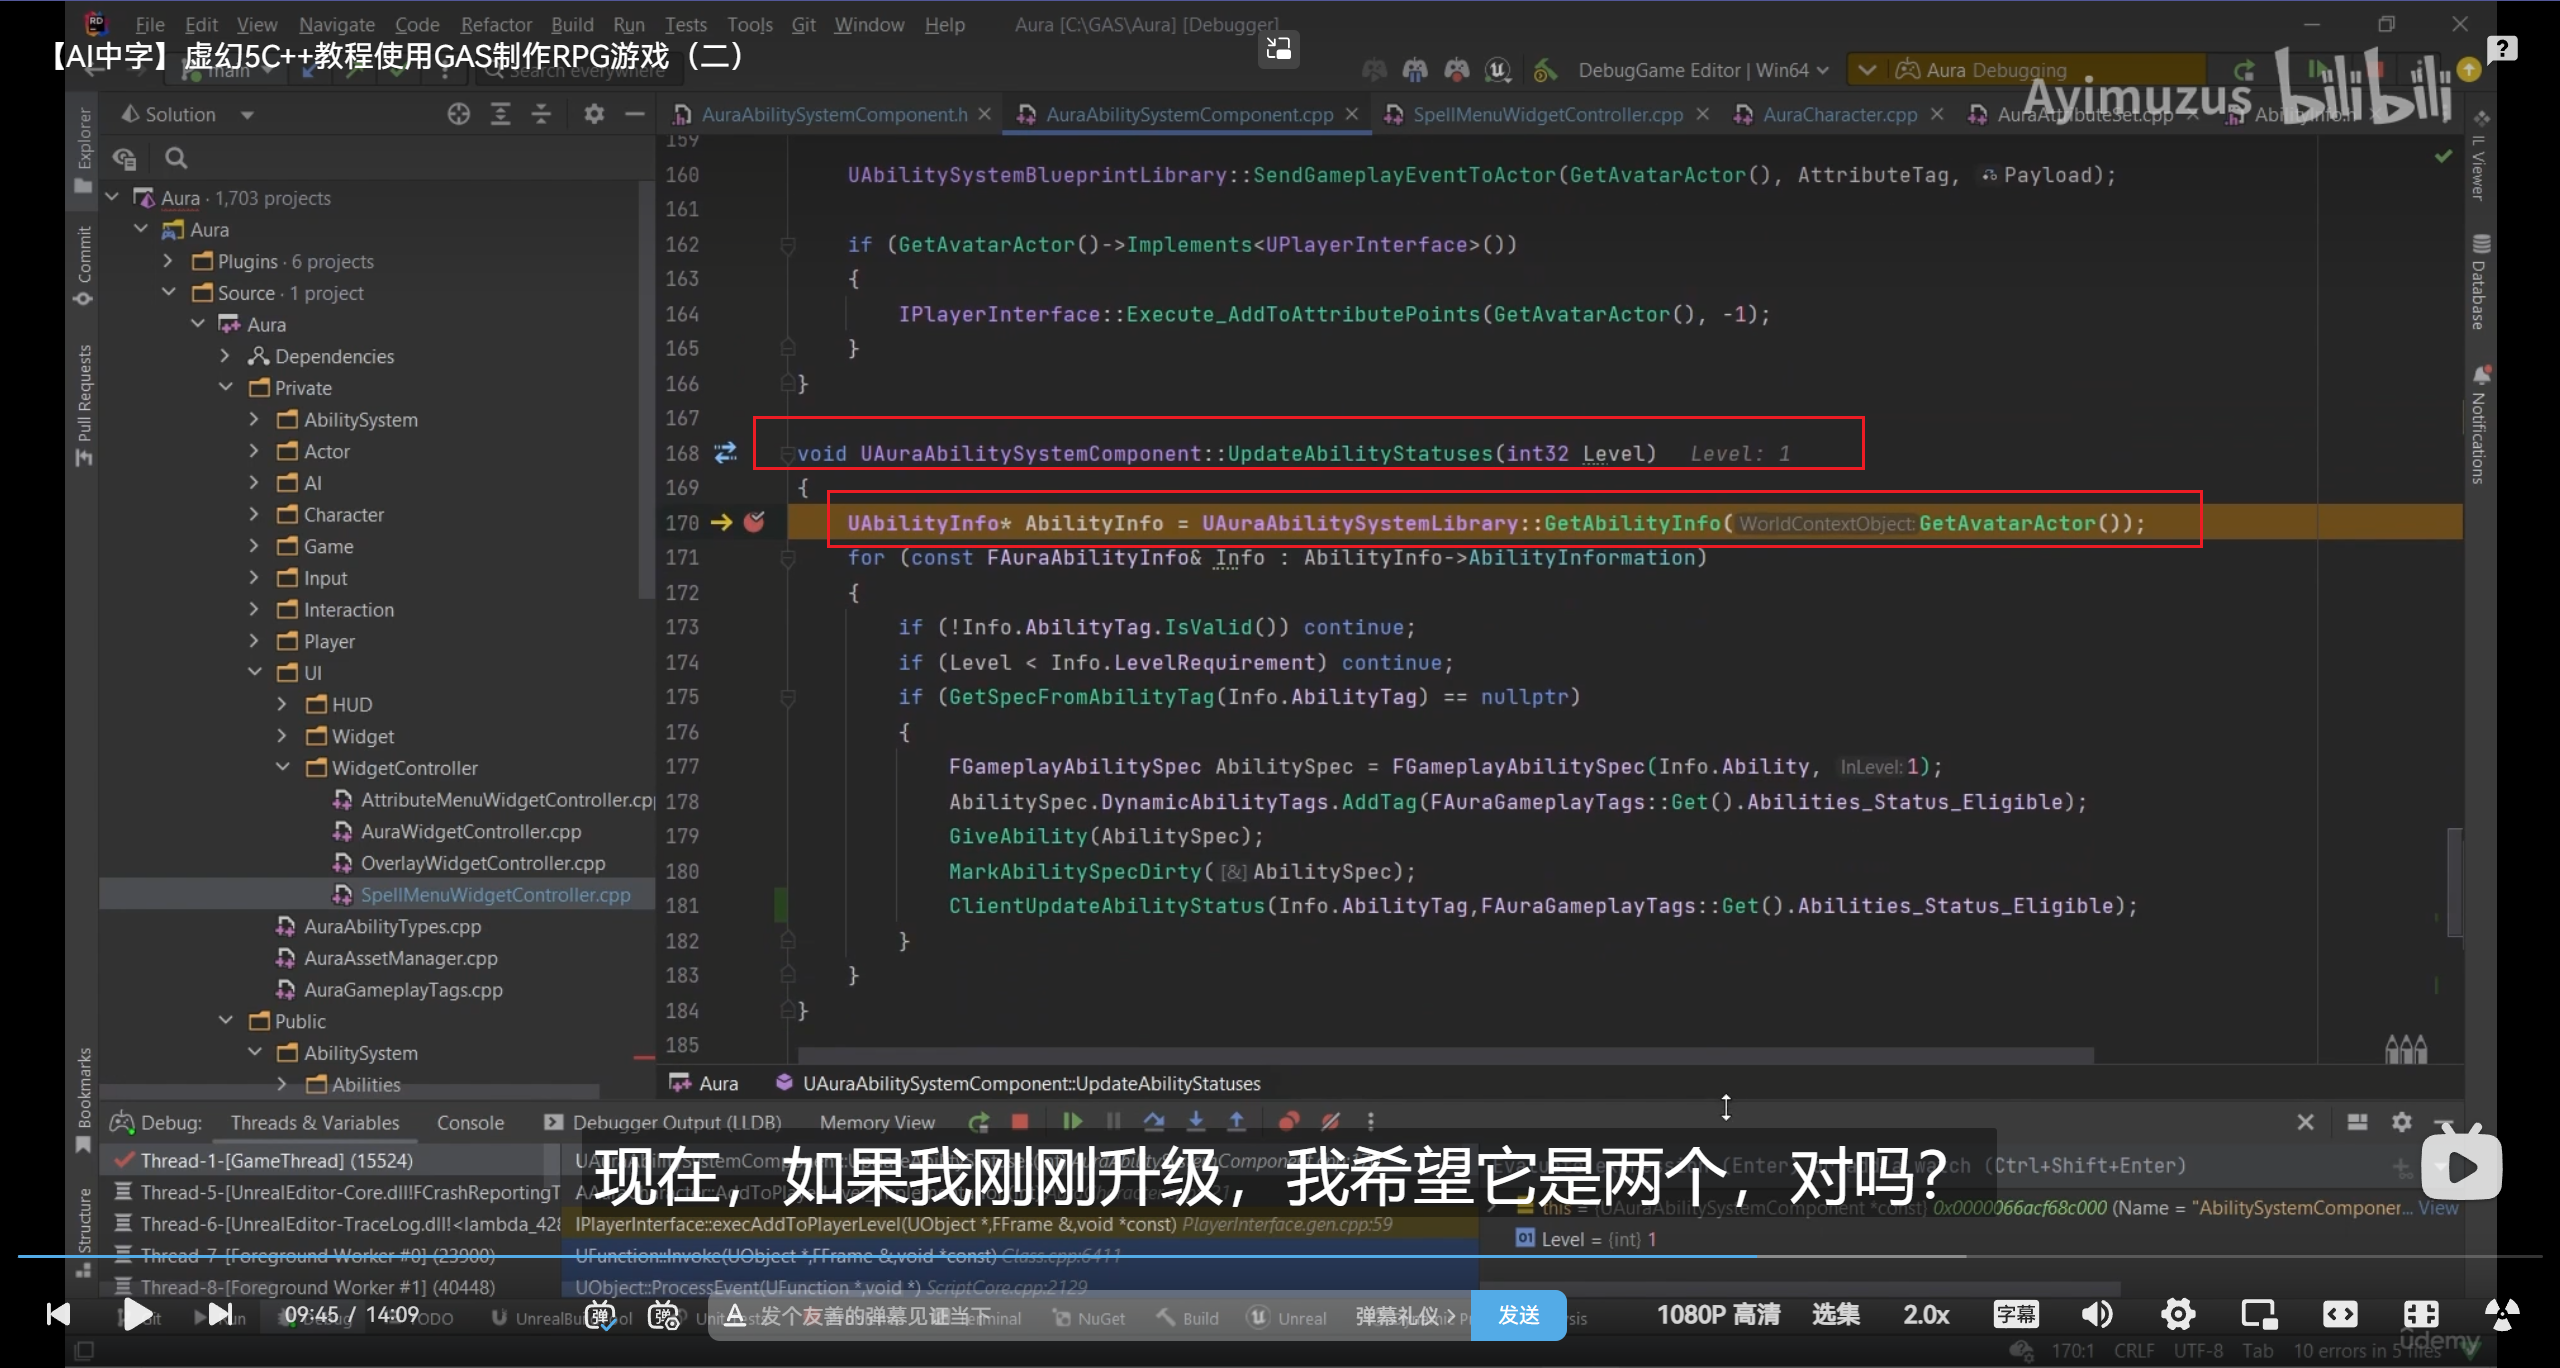 File Edit View Navigate Code Refactor Build Run Tests Tools Git Window Help Aura [C:\GAS\Aura] [Debugger]
【AI中字】虚幻5C++教程使用GAS制作RPG游戏（二）
main Search everywhere DebugGame Editor | Win64 Aura Debugging
Ayimuzus bilibili
Solution
AuraAbilitySystemComponent.h AuraAbilitySystemComponent.cpp SpellMenuWidgetController.cpp AuraCharacter.cpp AuraAttributeSet.cpp AbilityInfo.h
Explorer
Commit
Pull Requests
Bookmarks
Structure
IL Viewer
Database
Notifications
Aura · 1,703 projects
Aura
Plugins · 6 projects
Source · 1 project
Aura
Dependencies
Private
AbilitySystem
Actor
AI
Character
Game
Input
Interaction
Player
UI
HUD
Widget
WidgetController
AttributeMenuWidgetController.cpp
AuraWidgetController.cpp
OverlayWidgetController.cpp
SpellMenuWidgetController.cpp
AuraAbilityTypes.cpp
AuraAssetManager.cpp
AuraGameplayTags.cpp
Public
AbilitySystem
Abilities
159
160 UAbilitySystemBlueprintLibrary::SendGameplayEventToActor(GetAvatarActor(), AttributeTag, Payload);
161
162 if (GetAvatarActor()->Implements<UPlayerInterface>())
163 {
164 IPlayerInterface::Execute_AddToAttributePoints(GetAvatarActor(), -1);
165 }
166 }
167
168 void UAuraAbilitySystemComponent::UpdateAbilityStatuses(int32 Level) Level: 1
169 {
170 UAbilityInfo* AbilityInfo = UAuraAbilitySystemLibrary::GetAbilityInfo( WorldContextObject: GetAvatarActor());
171 for (const FAuraAbilityInfo& Info : AbilityInfo->AbilityInformation)
172 {
173 if (!Info.AbilityTag.IsValid()) continue;
174 if (Level < Info.LevelRequirement) continue;
175 if (GetSpecFromAbilityTag(Info.AbilityTag) == nullptr)
176 {
177 FGameplayAbilitySpec AbilitySpec = FGameplayAbilitySpec(Info.Ability, InLevel: 1);
178 AbilitySpec.DynamicAbilityTags.AddTag(FAuraGameplayTags::Get().Abilities_Status_Eligible);
179 GiveAbility(AbilitySpec);
180 MarkAbilitySpecDirty( [&] AbilitySpec);
181 ClientUpdateAbilityStatus(Info.AbilityTag,FAuraGameplayTags::Get().Abilities_Status_Eligible);
182 }
183 }
184 }
185
Aura UAuraAbilitySystemComponent::UpdateAbilityStatuses
Debug: Threads & Variables Console Debugger Output (LLDB) Memory View
Thread-1-[GameThread] (15524)
Thread-5-[UnrealEditor-Core.dll!FCrashReportingT
Thread-6-[UnrealEditor-TraceLog.dll!<lambda_428
Thread-7-[Foreground Worker #0] (23900)
Thread-8-[Foreground Worker #1] (40448)
现在，如果我刚刚升级，我希望它是两个，对吗？
(Ctrl+Shift+Enter)
IPlayerInterface::execAddToPlayerLevel(UObject *,FFrame &,void *const) PlayerInterface.gen.cpp:59
UFunction::Invoke(UObject *,FFrame &,void *const) Class.cpp:6411
UObject::ProcessEvent(UFunction *,void *) ScriptCore.cpp:2129
this = {UAuraAbilitySystemComponent *const} 0x0000066acf68c000 (Name = "AbilitySystemComponer... View
Level = {int} 1
09:45 / 14:09 发个友善的弹幕见证当下 弹幕礼仪 发送 1080P 高清 选集 2.0x 字幕
NuGet Build Unreal
170:1 CRLF UTF-8 Tab 10 errors in 5 files
udemy